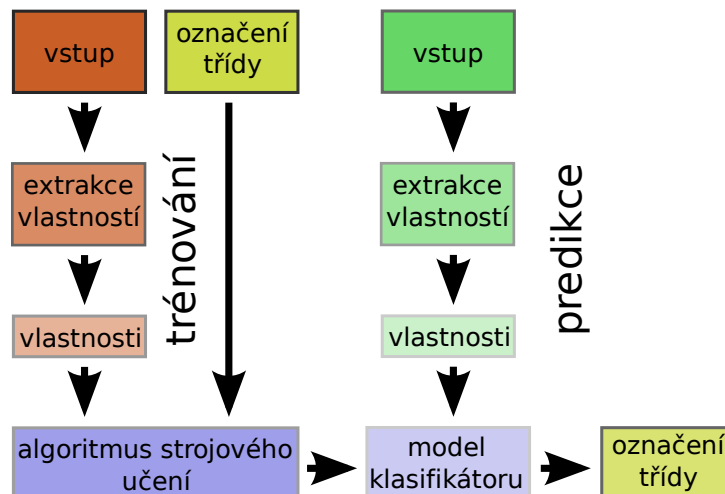 vstup
označení
třídy
vstup
extrakce
vlastností
trénování
extrakce
vlastností
predikce
vlastnosti
vlastnosti
algoritmus strojového
učení
model
klasifikátoru
označení
třídy